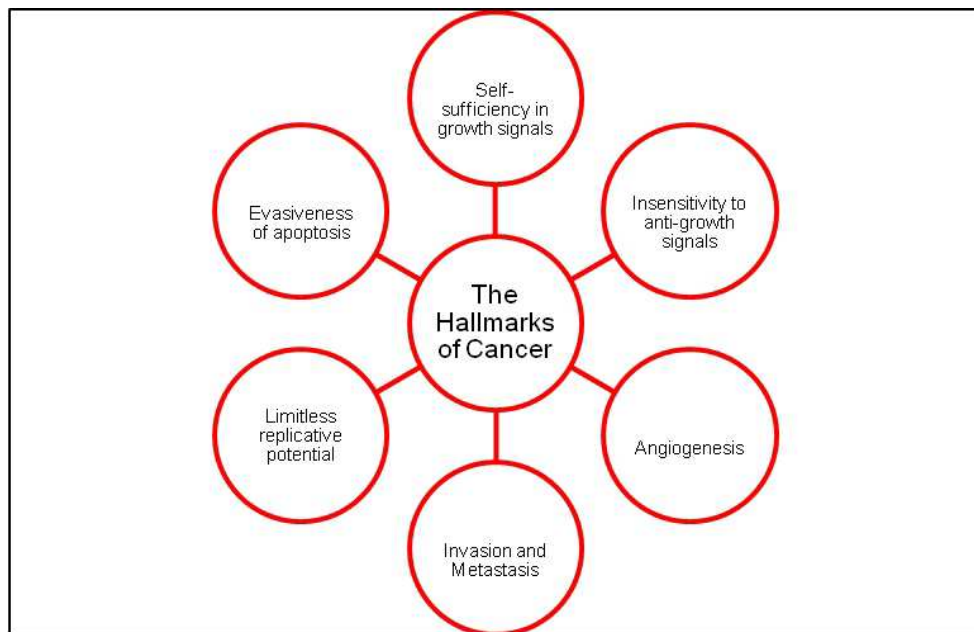 Self-
sufficiency in
growth signals
Insensitivity to
anti-growth
signals
Evasiveness
of apoptosis
The
Hallmarks
of Cancer
Limitless
replicative
potential
Angiogenesis
Invasion and
Metastasis